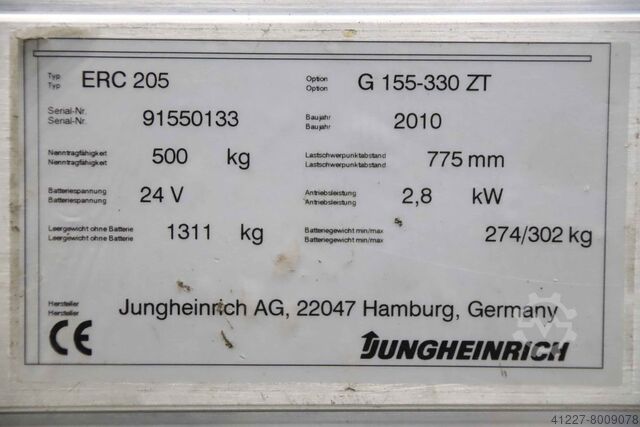 Typ
Typ
ERC 205
Option
Option
G 155-330 ZT
Serial-Nr.
Serial-Nr.
91550133
Baujahr
Baujahr
2010
Nenntragfähigkeit
Nenntragfähigkeit
500 kg
Lastschwerpunktabstand
Lastschwerpunktabstand
775 mm
Batteriespannung
Batteriespannung
24 V
Antriebsleistung
Antriebsleistung
2,8 kW
Leergewicht ohne Batterie
Leergewicht ohne Batterie
1311 kg
Batteriegewicht min/max
Batteriegewicht min/max
274/302 kg
Hersteller
Hersteller
Jungheinrich AG, 22047 Hamburg, Germany
CE
JUNGHEINRICH
41227-8009078